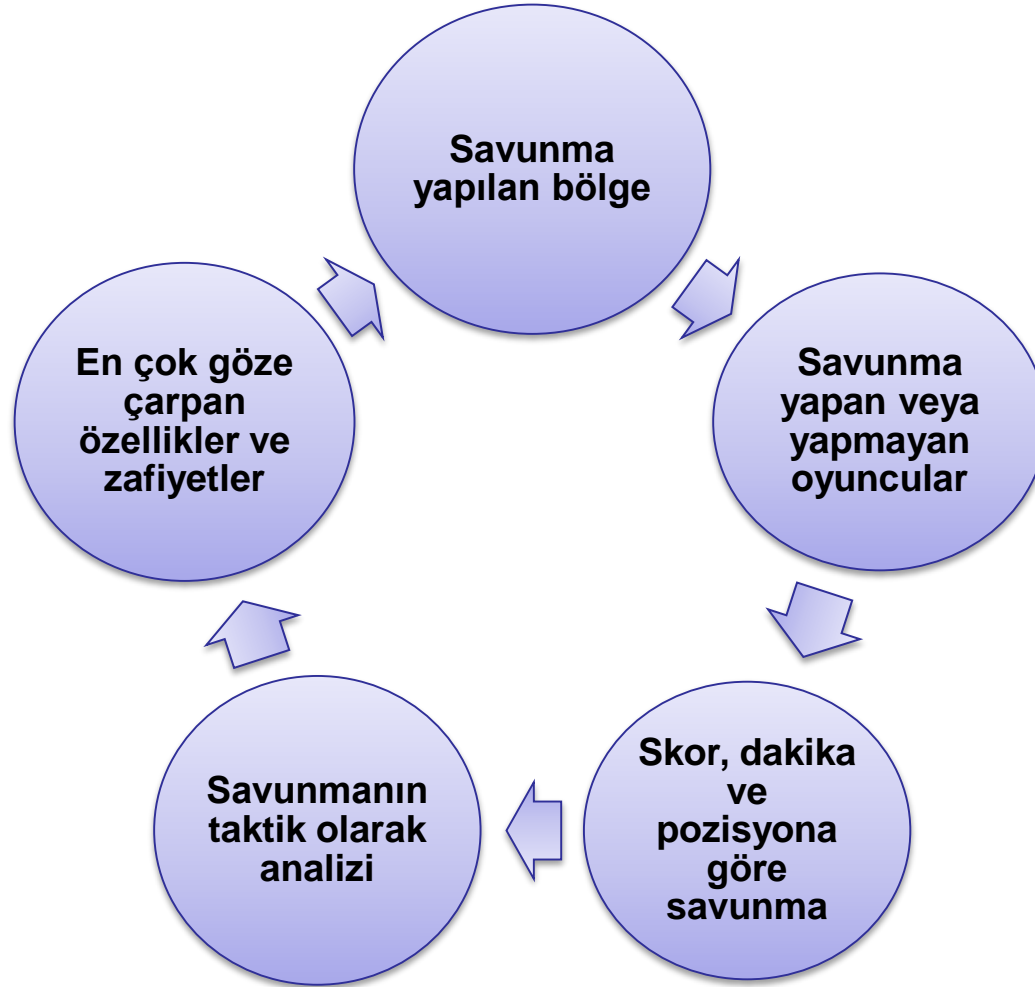 Savunma
yapılan bölge
Savunma
yapan veya
yapmayan
oyuncular
Skor, dakika
ve
pozisyona
göre
savunma
Savunmanın
taktik olarak
analizi
En çok göze
çarpan
özellikler ve
zafiyetler